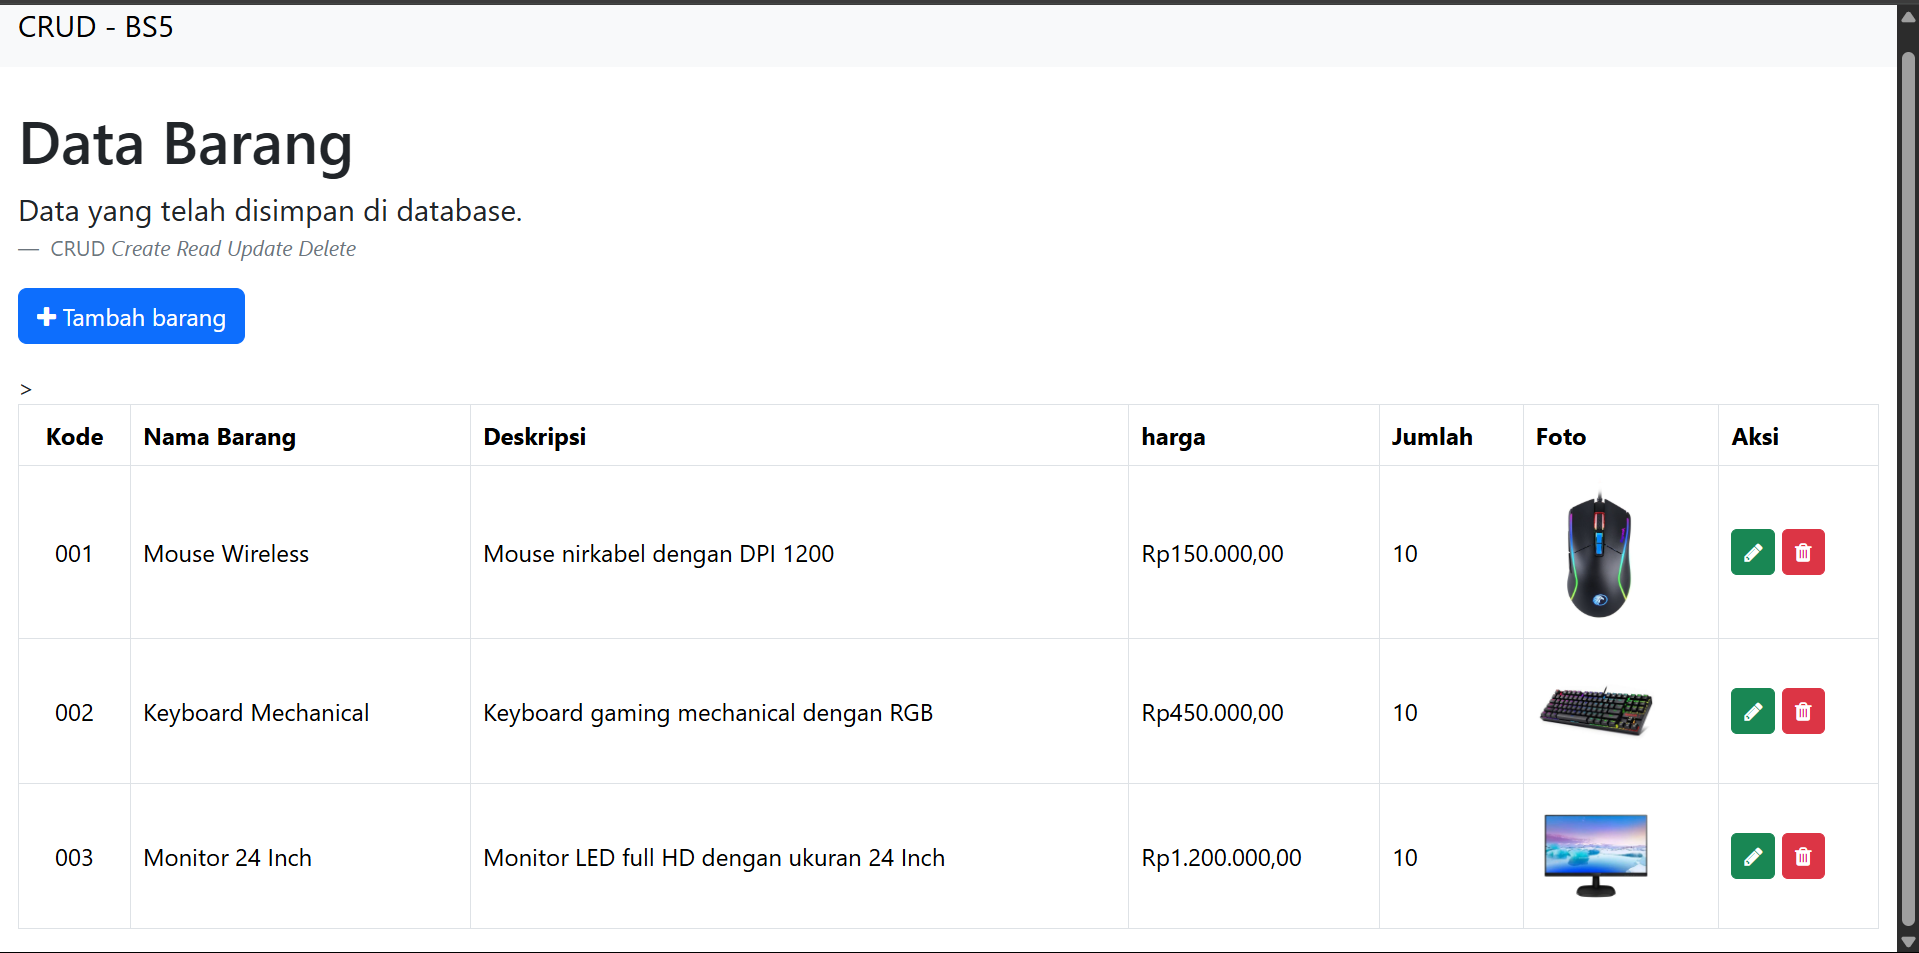 CRUD - BS5
Data Barang
Data yang telah disimpan di database.
— CRUD Create Read Update Delete
Tambah barang
>
Kode Nama Barang Deskripsi harga Jumlah Foto Aksi
001 Mouse Wireless Mouse nirkabel dengan DPI 1200 Rp150.000,00 10
002 Keyboard Mechanical Keyboard gaming mechanical dengan RGB Rp450.000,00 10
003 Monitor 24 Inch Monitor LED full HD dengan ukuran 24 Inch Rp1.200.000,00 10